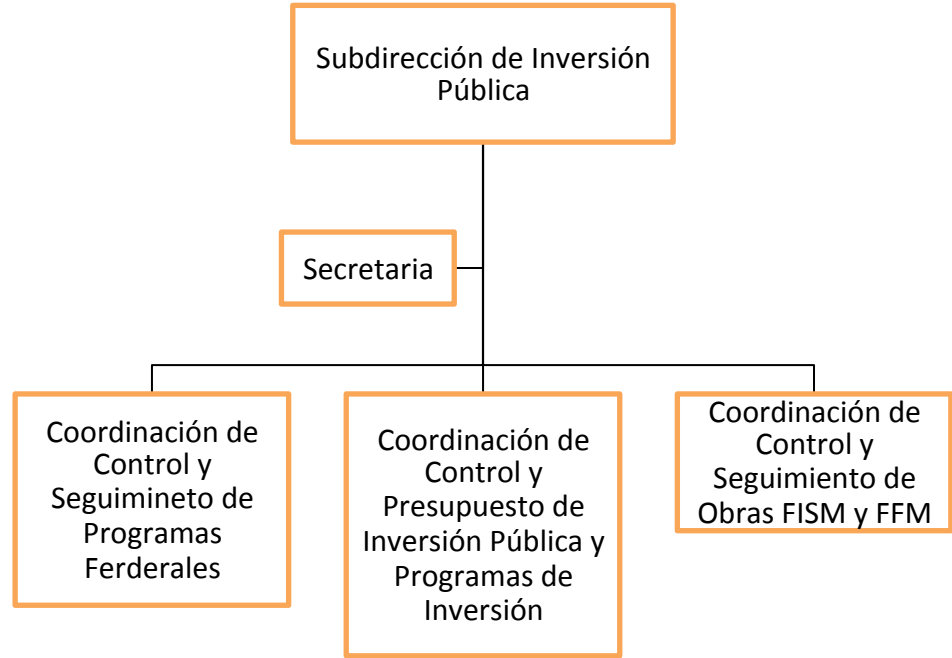 Subdirección de Inversión
Pública
Secretaria
Coordinación de
Control y
Seguimineto de
Programas
Ferderales
Coordinación de
Control y
Presupuesto de
Inversión Pública y
Programas de
Inversión
Coordinación de
Control y
Seguimiento de
Obras FISM y FFM